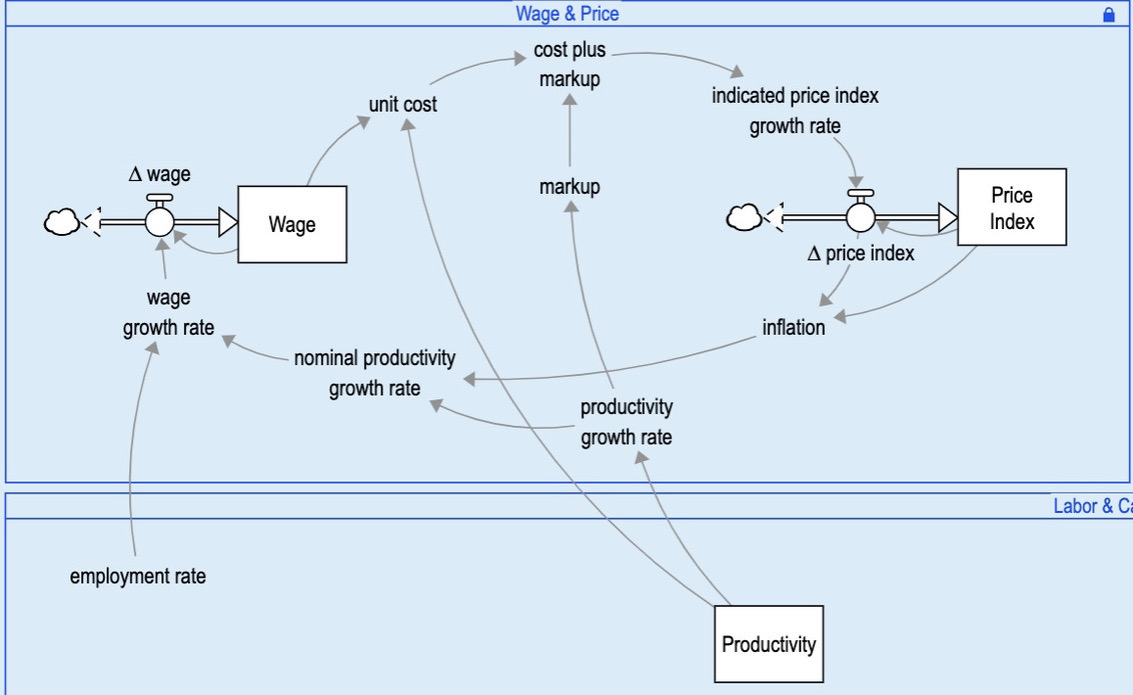 Wage & Price
cost plus
markup
unit cost
indicated price index
growth rate
Δ wage
markup
Wage
Price
Index
Δ price index
wage
growth rate
inflation
nominal productivity
growth rate
productivity
growth rate
Labor &
employment rate
Productivity